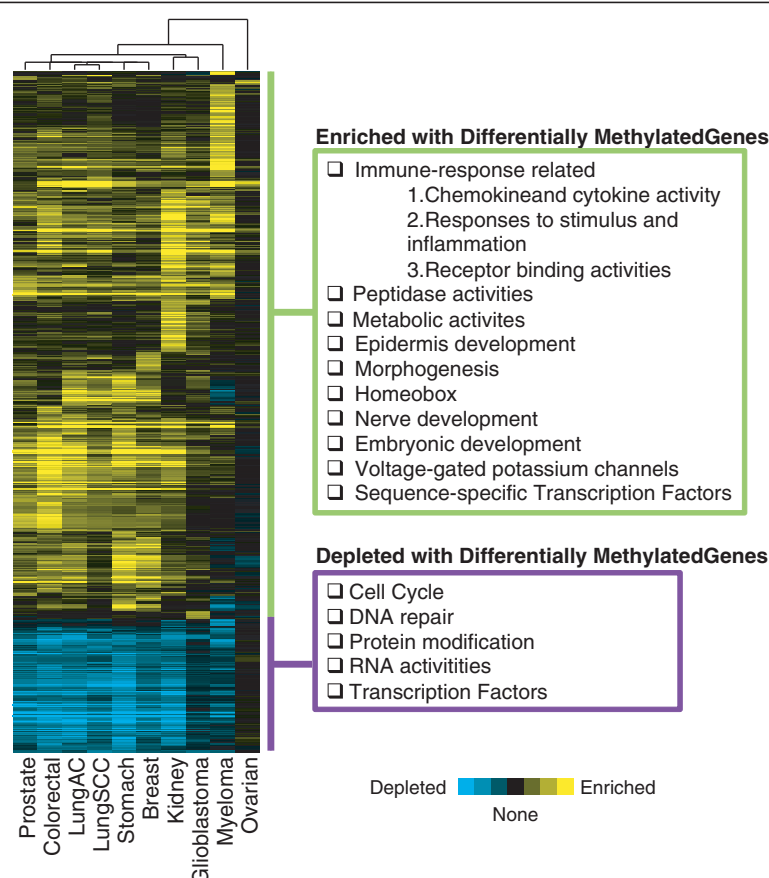 Enriched with Differentially MethylatedGenes
❑ Immune-response related
1.Chemokineand cytokine activity
2.Responses to stimulus and
inflammation
3.Receptor binding activities
❑ Peptidase activities
❑ Metabolic activites
❑ Epidermis development
❑ Morphogenesis
❑ Homeobox
❑ Nerve development
❑ Embryonic development
❑ Voltage-gated potassium channels
❑ Sequence-specific Transcription Factors
Depleted with Differentially MethylatedGenes
❑ Cell Cycle
❑ DNA repair
❑ Protein modification
❑ RNA activitities
❑ Transcription Factors
Prostate
Colorectal
LungAC
LungSCC
Stomach
Breast
Kidney
Glioblastoma
Myeloma
Ovarian
Depleted
Enriched
None